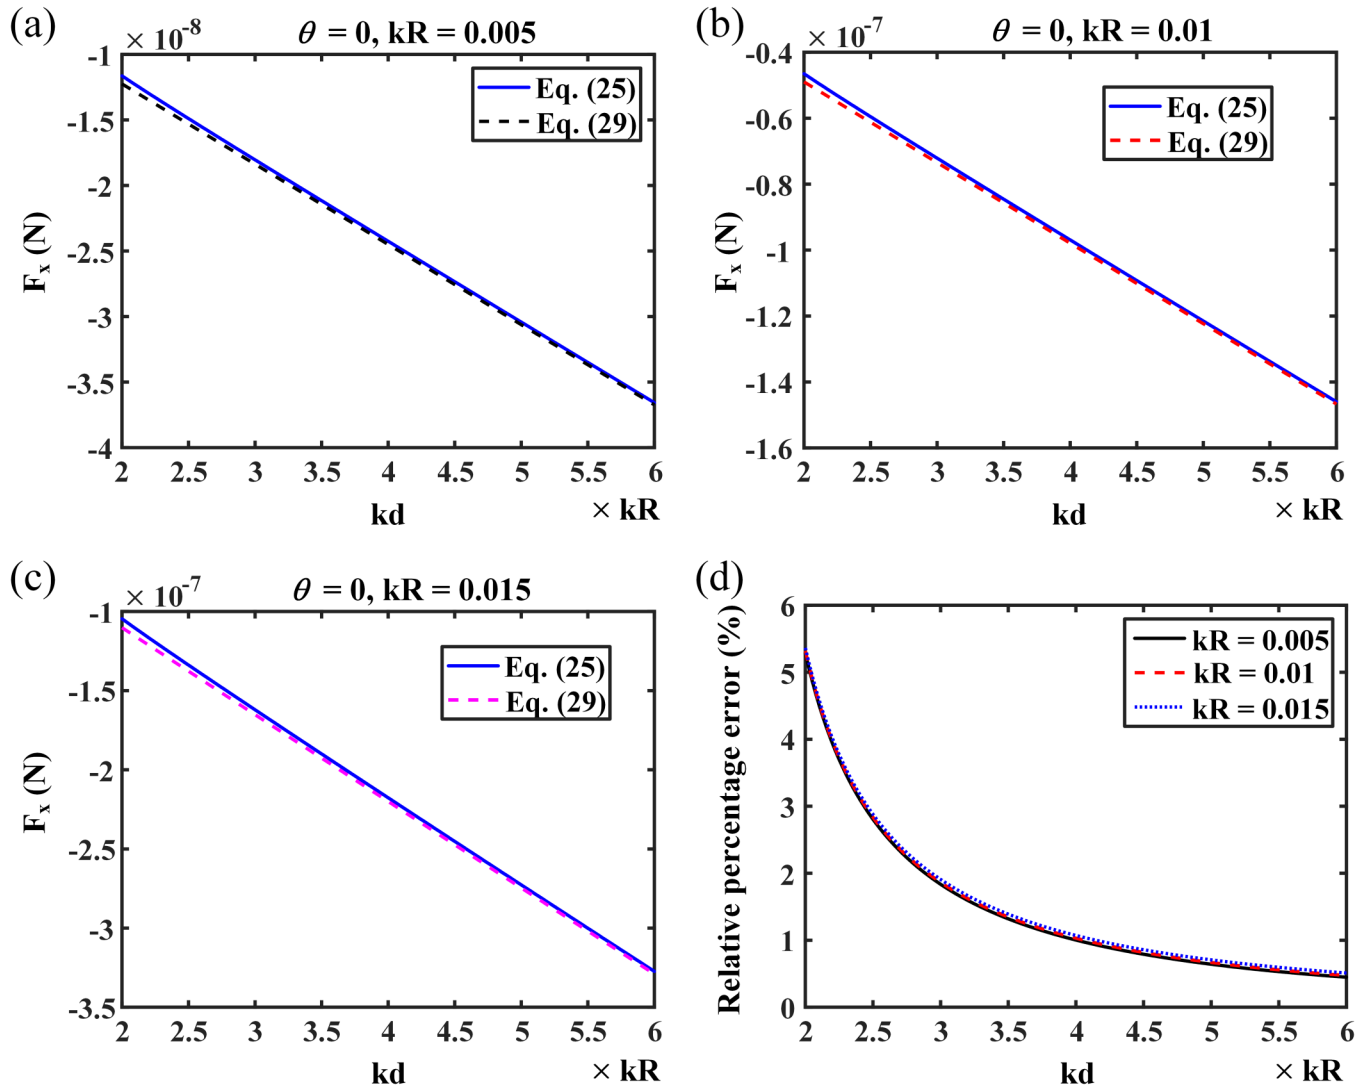 (a)
× 10⁻⁸
θ = 0, kR = 0.005
-1
-1.5
-2
-2.5
-3
-3.5
-4
Fₓ (N)
Eq. (25)
Eq. (29)
2 2.5 3 3.5 4 4.5 5 5.5 6
kd
× kR
(b)
× 10⁻⁷
θ = 0, kR = 0.01
-0.4
-0.6
-0.8
-1
-1.2
-1.4
-1.6
Fₓ (N)
Eq. (25)
Eq. (29)
2 2.5 3 3.5 4 4.5 5 5.5 6
kd
× kR
(c)
× 10⁻⁷
θ = 0, kR = 0.015
-1
-1.5
-2
-2.5
-3
-3.5
Fₓ (N)
Eq. (25)
Eq. (29)
2 2.5 3 3.5 4 4.5 5 5.5 6
kd
× kR
(d)
6
5
4
3
2
1
0
Relative percentage error (%)
kR = 0.005
kR = 0.01
kR = 0.015
2 2.5 3 3.5 4 4.5 5 5.5 6
kd
× kR